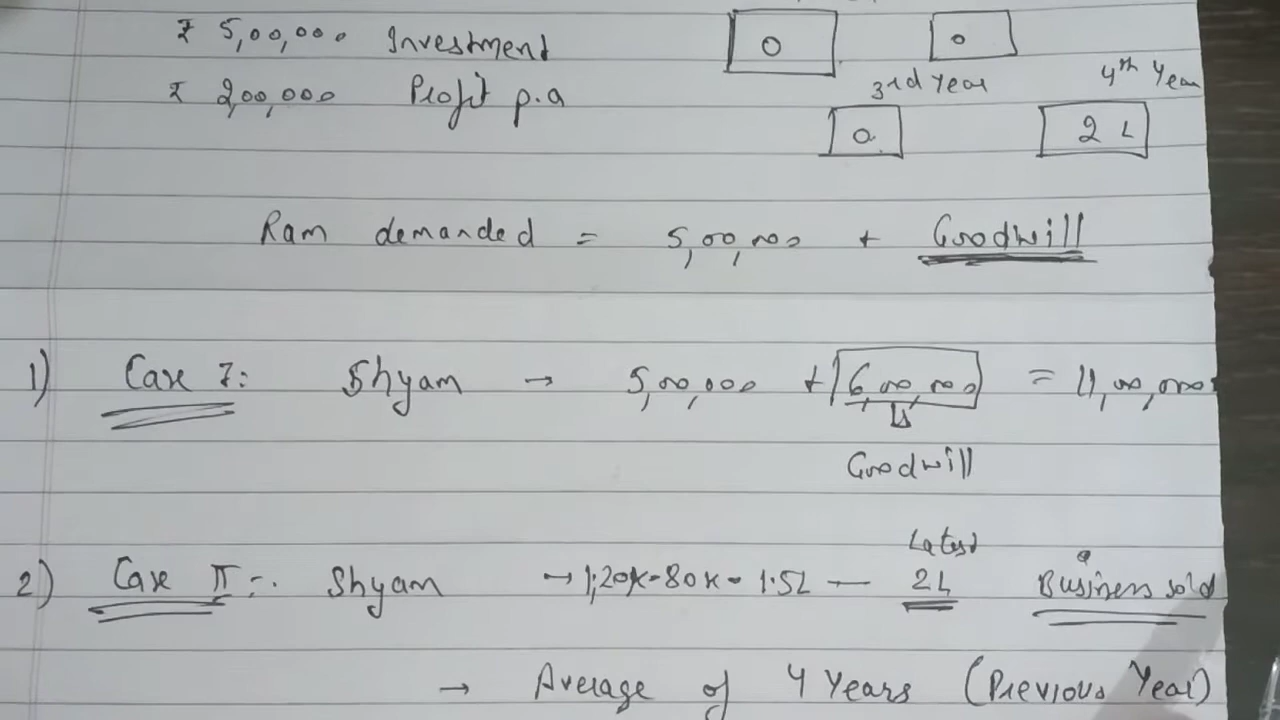 ₹ 5,00,000 Investment
0 0
₹ 2,00,000 Profit p.a
3rd Year 4th Year
0 2 L
Ram demanded = 5,00,000 + Goodwill
1) Case I: Shyam → 5,00,000 + 6,00,000 = 11,00,000
Goodwill
Latest
2) Case II :- Shyam → 1,20K - 80K - 1.5L — 2L Business sold
→ Average of 4 Years (Previous Year)